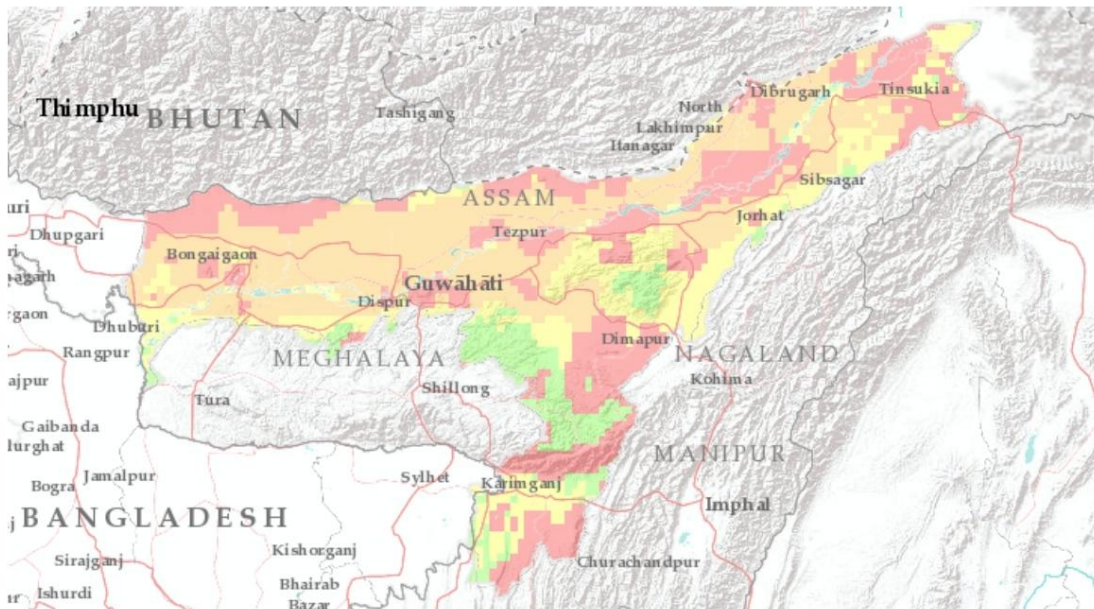 Thimphu
BHUTAN
Tashigang
North
Lakhimpur
Itanagar
Dibrugarh
Tinsukia
ASSAM
Sibsagar
Jorhat
Tezpur
Dhupgari
Bongaigaon
Guwāhāti
Dispur
Dhuburi
Rangpur
MEGHALAYA
Dimapur
NAGALAND
Kohima
Shillong
Tura
Gaibanda
MANIPUR
Jamalpur
Sylhet
Karimganj
Bogra
Imphal
BANGLADESH
Kishorganj
Sirajganj
Churachandpur
Bhairab
Bazar
Ishurdi